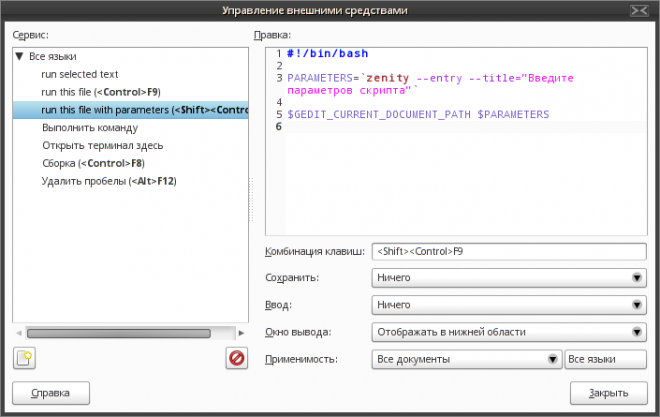 Управление внешними средствами
Сервис:
Все языки
run selected text
run this file (<Control>F9)
run this file with parameters (<Shift><Contro
Выполнить команду
Открыть терминал здесь
Сборка (<Control>F8)
Удалить пробелы (<Alt>F12)
Справка
Правка:
1 #!/bin/bash
2
3 PARAMETERS=`zenity --entry --title="Введите
параметров скрипта"`
4
5 $GEDIT_CURRENT_DOCUMENT_PATH $PARAMETERS
6
Комбинация клавиш: <Shift><Control>F9
Сохранить: Ничего
Ввод: Ничего
Окно вывода: Отображать в нижней области
Применимость: Все документы Все языки
Закрыть